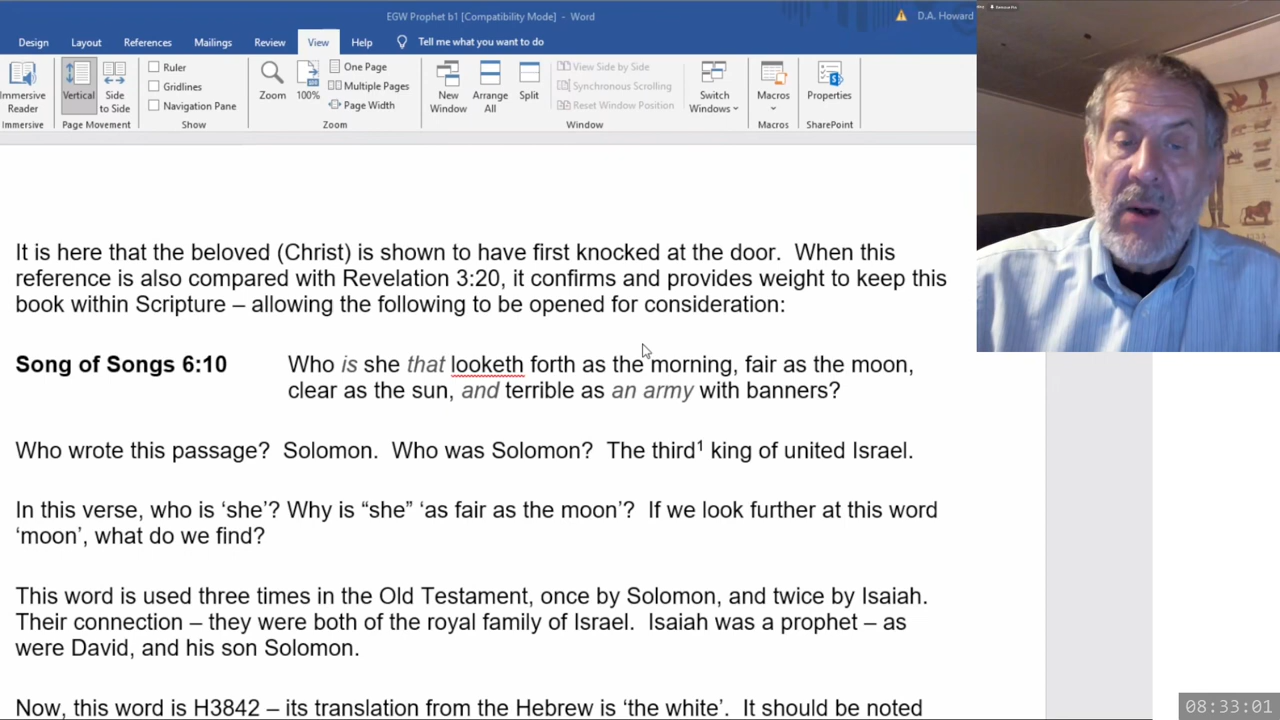 EGW Prophet b1 [Compatibility Mode] - Word
D.A. Howard
Design Layout References Mailings Review View Help Tell me what you want to do
Immersive Reader
Vertical
Side to Side
Ruler
Gridlines
Navigation Pane
Zoom
100%
One Page
Multiple Pages
Page Width
New Window
Arrange All
Split
View Side by Side
Synchronous Scrolling
Reset Window Position
Switch Windows
Macros
Properties
Immersive Page Movement Show Zoom Window Macros SharePoint
It is here that the beloved (Christ) is shown to have first knocked at the door. When this
reference is also compared with Revelation 3:20, it confirms and provides weight to keep this
book within Scripture – allowing the following to be opened for consideration:
Song of Songs 6:10 Who is she that looketh forth as the morning, fair as the moon,
clear as the sun, and terrible as an army with banners?
Who wrote this passage? Solomon. Who was Solomon? The third¹ king of united Israel.
In this verse, who is ‘she’? Why is “she” ‘as fair as the moon’? If we look further at this word
‘moon’, what do we find?
This word is used three times in the Old Testament, once by Solomon, and twice by Isaiah.
Their connection – they were both of the royal family of Israel. Isaiah was a prophet – as
were David, and his son Solomon.
Now, this word is H3842 – its translation from the Hebrew is ‘the white’. It should be noted
08:33:01